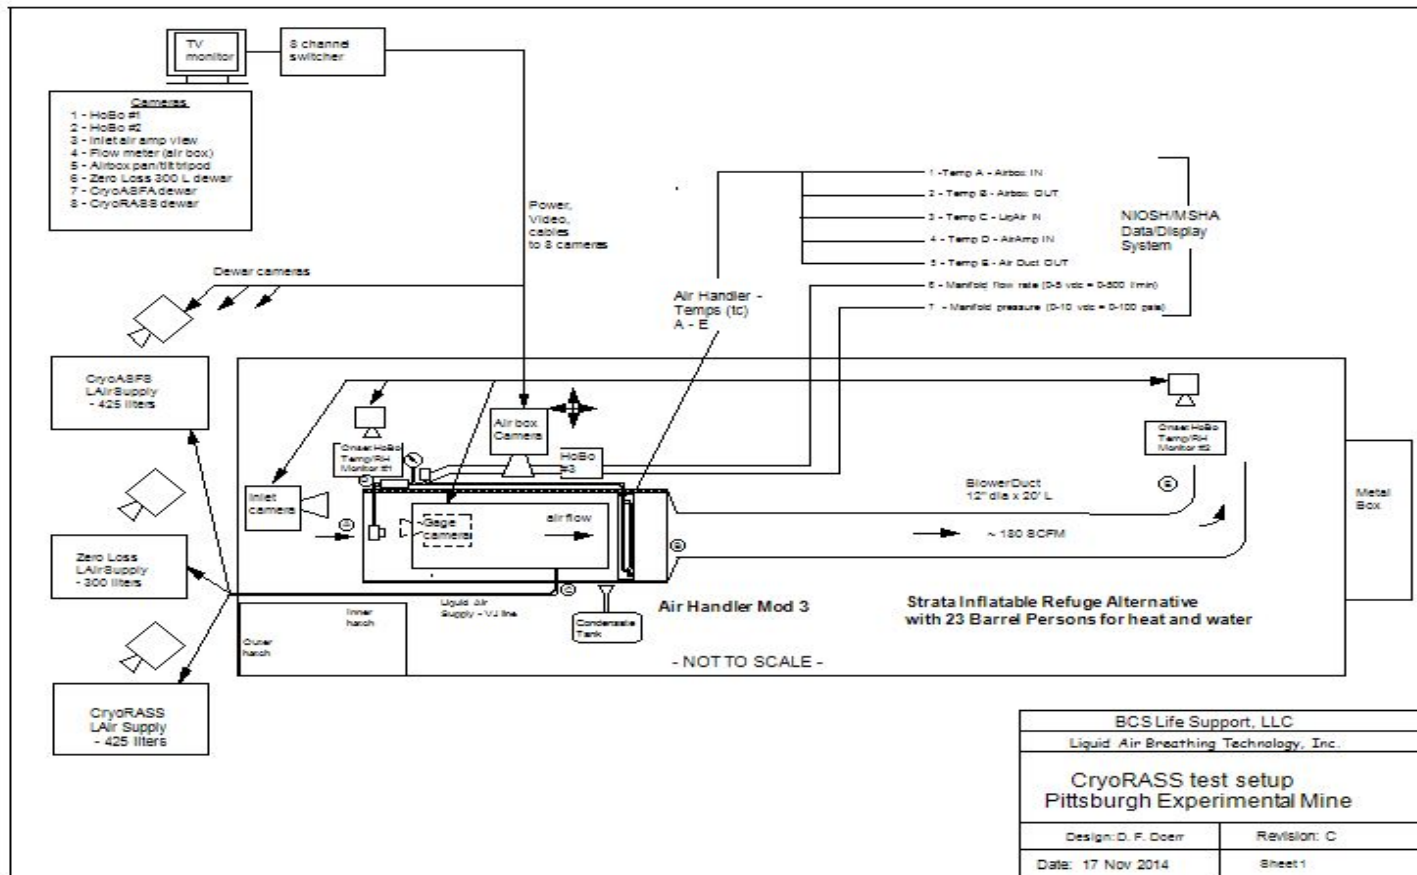 TV
monitor
8 channel
switcher
Cameras
1 - HoBo #1
2 - HoBo #2
3 - Inlet air amp view
4 - Flow meter (air box)
5 - Airbox pan/tilt tripod
6 - Zero Loss 300 L dewar
7 - CryoASFA dewar
8 - CryoRASS dewar
Power,
Video,
cables
to 8 cameras
Dewar cameras
1 - Temp A - Airbox IN
2 - Temp B - Airbox OUT
3 - Temp C - LiqAir IN
4 - Temp D - AirAmp IN
5 - Temp E - Air Duct OUT
6 - Manifold flow rate (0-5 vdc = 0-500 l/min)
7 - Manifold pressure (0-10 vdc = 0-100 psia)
NIOSH/MSHA
Data/Display
System
Air Handler -
Temps (tc)
A - E
CryoASFS
LAir Supply
- 425 liters
Zero Loss
LAir Supply
- 300 liters
CryoRASS
LAir Supply
- 425 liters
Onset HoBo
Temp/RH
Monitor #1
Air box
Camera
HoBo
#3
Onset HoBo
Temp/RH
Monitor #2
Inlet
camera
A
Gage
camera
air flow
D
B
C
E
Blower Duct
12" dia x 20' L
~ 180 SCFM
Metal
Box
Outer
hatch
Inner
hatch
Liquid Air
Supply - VJ line
Condensate
Tank
Air Handler Mod 3
Strata Inflatable Refuge Alternative
with 23 Barrel Persons for heat and water
- NOT TO SCALE -
BCS Life Support, LLC
Liquid Air Breathing Technology, Inc.
CryoRASS test setup
Pittsburgh Experimental Mine
Design: D. F. Doerr
Revision: C
Date: 17 Nov 2014
Sheet 1